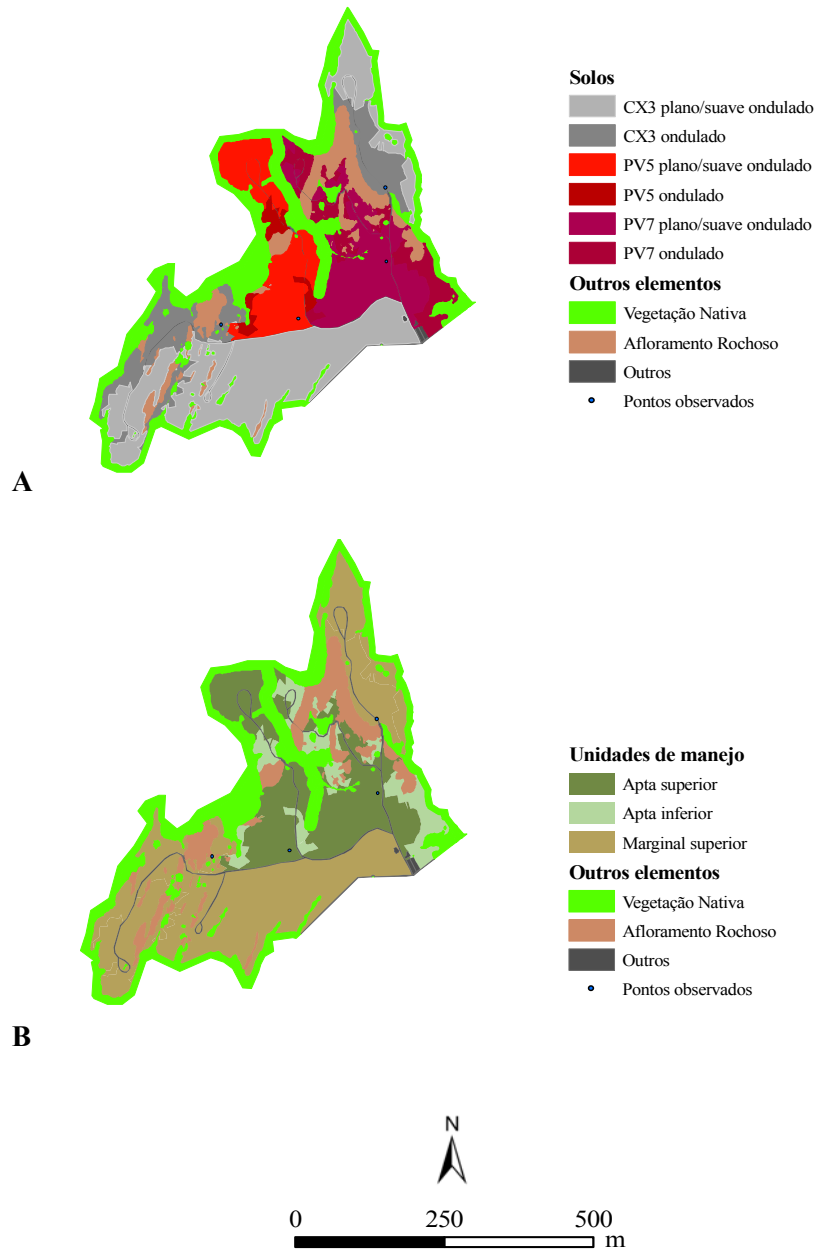 Solos
CX3 plano/suave ondulado
CX3 ondulado
PV5 plano/suave ondulado
PV5 ondulado
PV7 plano/suave ondulado
PV7 ondulado
Outros elementos
Vegetação Nativa
Afloramento Rochoso
Outros
Pontos observados
A
Unidades de manejo
Apta superior
Apta inferior
Marginal superior
Outros elementos
Vegetação Nativa
Afloramento Rochoso
Outros
Pontos observados
B
N
0 250 500
m